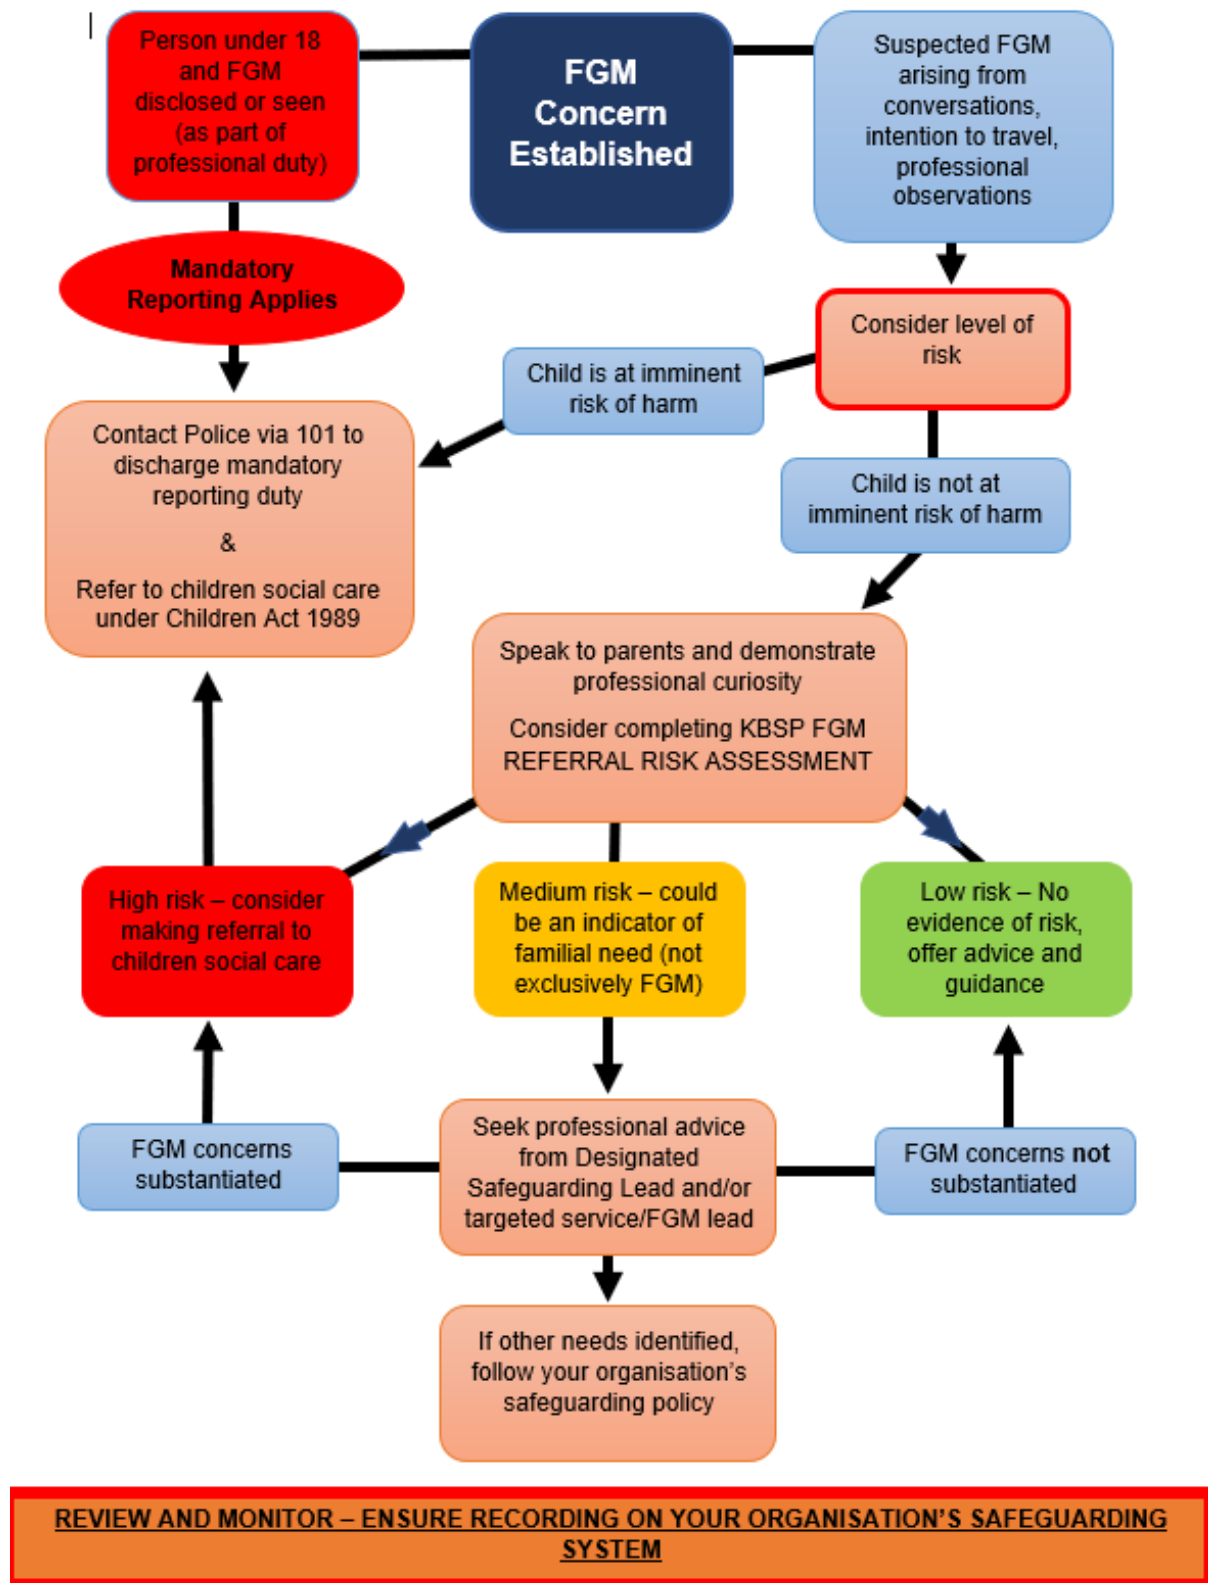 Person under 18
and FGM
disclosed or seen
(as part of
professional duty)
FGM
Concern
Established
Suspected FGM
arising from
conversations,
intention to travel,
professional
observations
Mandatory
Reporting Applies
Consider level of
risk
Child is at imminent
risk of harm
Contact Police via 101 to
discharge mandatory
reporting duty
&
Refer to children social care
under Children Act 1989
Child is not at
imminent risk of harm
Speak to parents and demonstrate
professional curiosity
Consider completing KBSP FGM
REFERRAL RISK ASSESSMENT
High risk – consider
making referral to
children social care
Medium risk – could
be an indicator of
familial need (not
exclusively FGM)
Low risk – No
evidence of risk,
offer advice and
guidance
FGM concerns
substantiated
Seek professional advice
from Designated
Safeguarding Lead and/or
targeted service/FGM lead
FGM concerns not
substantiated
If other needs identified,
follow your organisation’s
safeguarding policy
REVIEW AND MONITOR – ENSURE RECORDING ON YOUR ORGANISATION’S SAFEGUARDING
SYSTEM